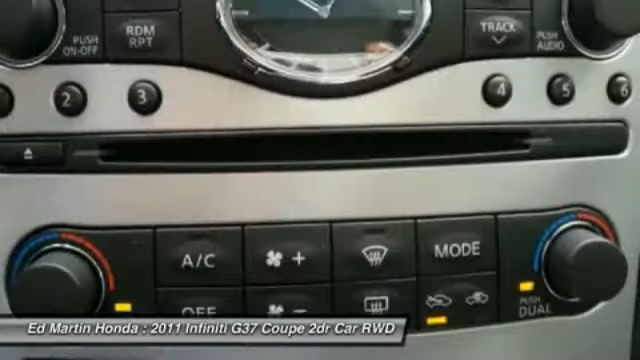 PUSH
ON·OFF
RDM
RPT
TRACK
PUSH
AUDIO
2
3
4
5
6
A/C
+
MODE
OFF
−
PUSH
DUAL
Ed Martin Honda : 2011 Infiniti G37 Coupe 2dr Car RWD